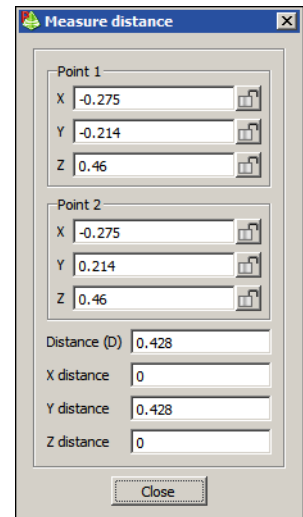 Measure distance
Point 1
X -0.275
Y -0.214
Z 0.46
Point 2
X -0.275
Y 0.214
Z 0.46
Distance (D) 0.428
X distance 0
Y distance 0.428
Z distance 0
Close